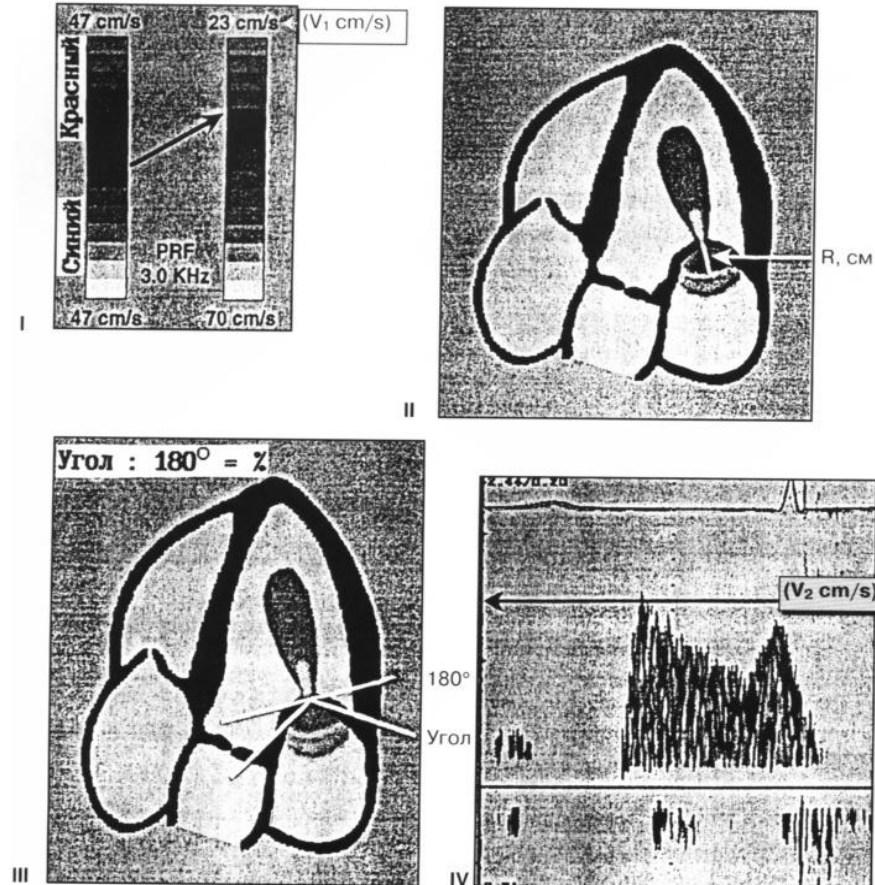 47 cm/s 23 cm/s (V₁ cm/s)
Красный
Синий
PRF
3.0 KHz
47 cm/s 70 cm/s
I
R, см
II
Угол : 180° = %
180°
Угол
III
(V₂ cm/s)
IV